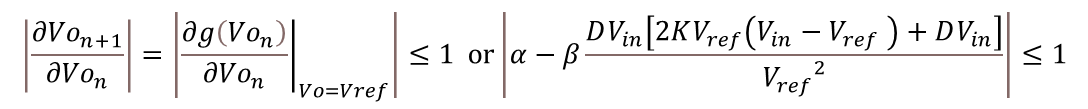 |∂Vo_{n+1}/∂Vo_n| = |∂g(Vo_n)/∂Vo_n|_{Vo=Vref}| ≤ 1 or |α − β DV_{in}[2KV_{ref}(V_{in} − V_{ref}) + DV_{in}]/V_{ref}²| ≤ 1